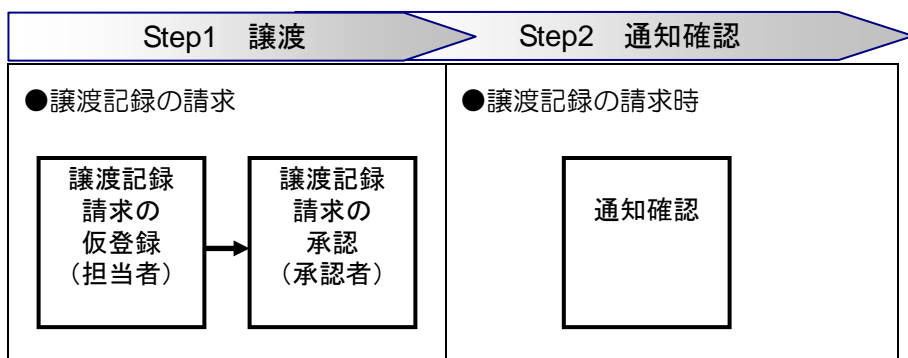 Step1 譲渡
Step2 通知確認
●譲渡記録の請求
譲渡記録
請求の
仮登録
（担当者）
譲渡記録
請求の
承認
（承認者）
●譲渡記録の請求時
通知確認